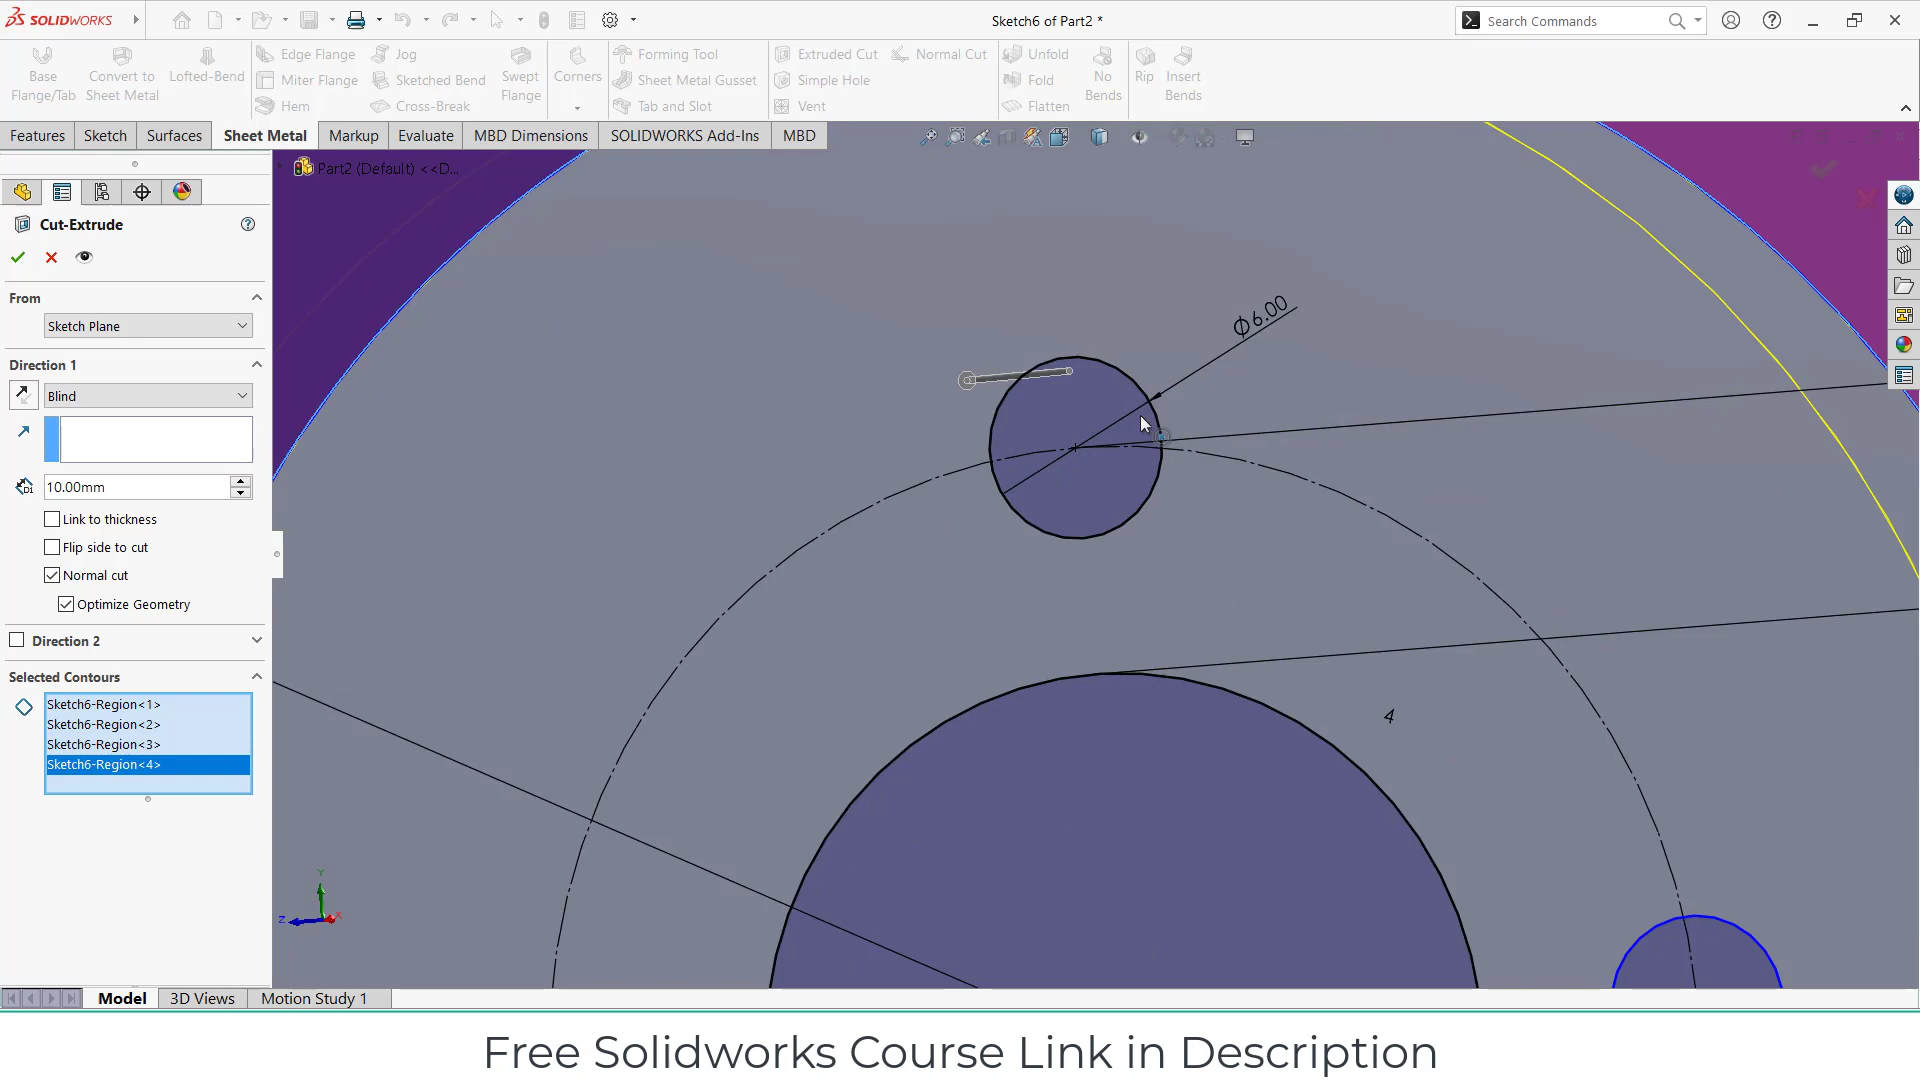 SOLIDWORKS
Sketch6 of Part2 *
Search Commands
Base Flange/Tab
Convert to Sheet Metal
Lofted-Bend
Edge Flange
Miter Flange
Hem
Jog
Sketched Bend
Cross-Break
Swept Flange
Corners
Forming Tool
Sheet Metal Gusset
Tab and Slot
Extruded Cut
Simple Hole
Vent
Normal Cut
Unfold
Fold
Flatten
No Bends
Rip
Insert Bends
Features
Sketch
Surfaces
Sheet Metal
Markup
Evaluate
MBD Dimensions
SOLIDWORKS Add-Ins
MBD
Part2 (Default) <<D...
Cut-Extrude
From
Sketch Plane
Direction 1
Blind
10.00mm
Link to thickness
Flip side to cut
Normal cut
Optimize Geometry
Direction 2
Selected Contours
Sketch6-Region<1>
Sketch6-Region<2>
Sketch6-Region<3>
Sketch6-Region<4>
Φ6.00
4
Y
Z
X
Model
3D Views
Motion Study 1
Free Solidworks Course Link in Description